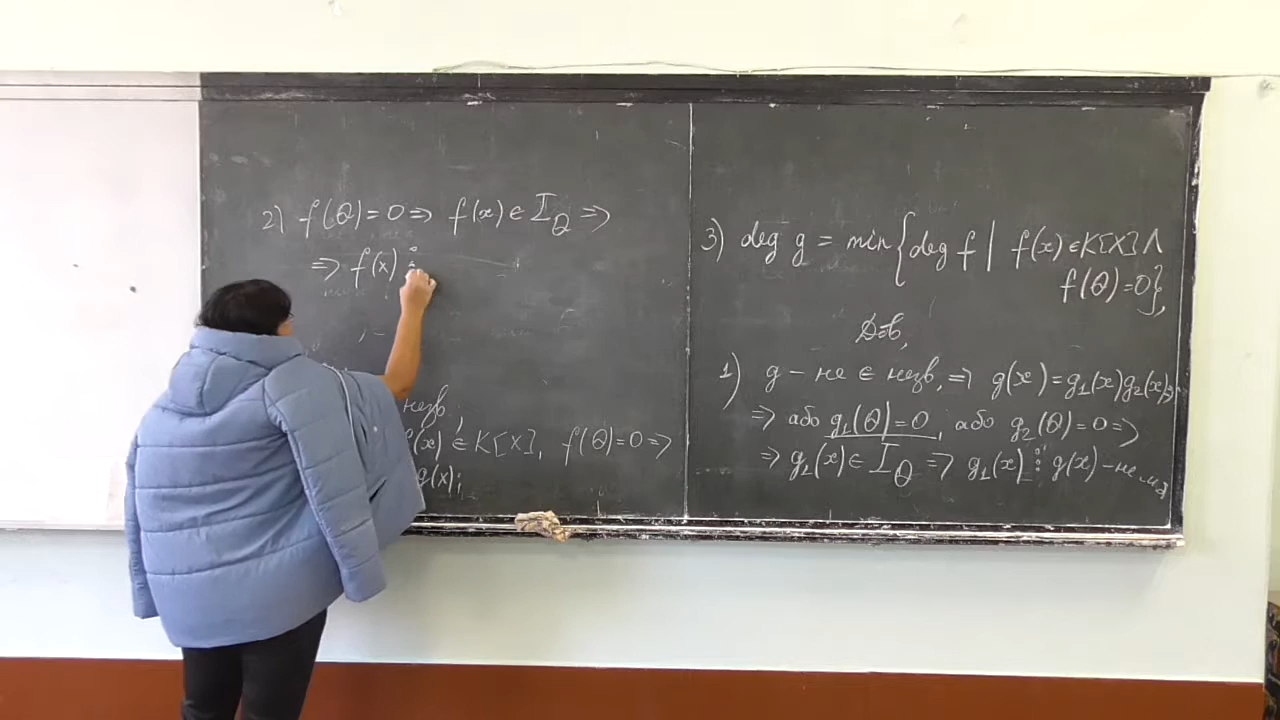 2) f(Θ)=0 ⇒ f(x) ∈ I_Θ ⇒
⇒ f(x) ⋮
незв.;
f(x) ∈ K[X], f(Θ)=0 ⇒
g(x);
3) deg g = min{deg f | f(x) ∈ K[X] ∧
f(Θ)=0},
Дов.
1) g – не є незв. ⇒ g(x)=g₁(x)g₂(x),
⇒ або g₁(Θ)=0, або g₂(Θ)=0 ⇒
⇒ g₁(x) ∈ I_Θ ⇒ g₁(x) ⋮ g(x) – не